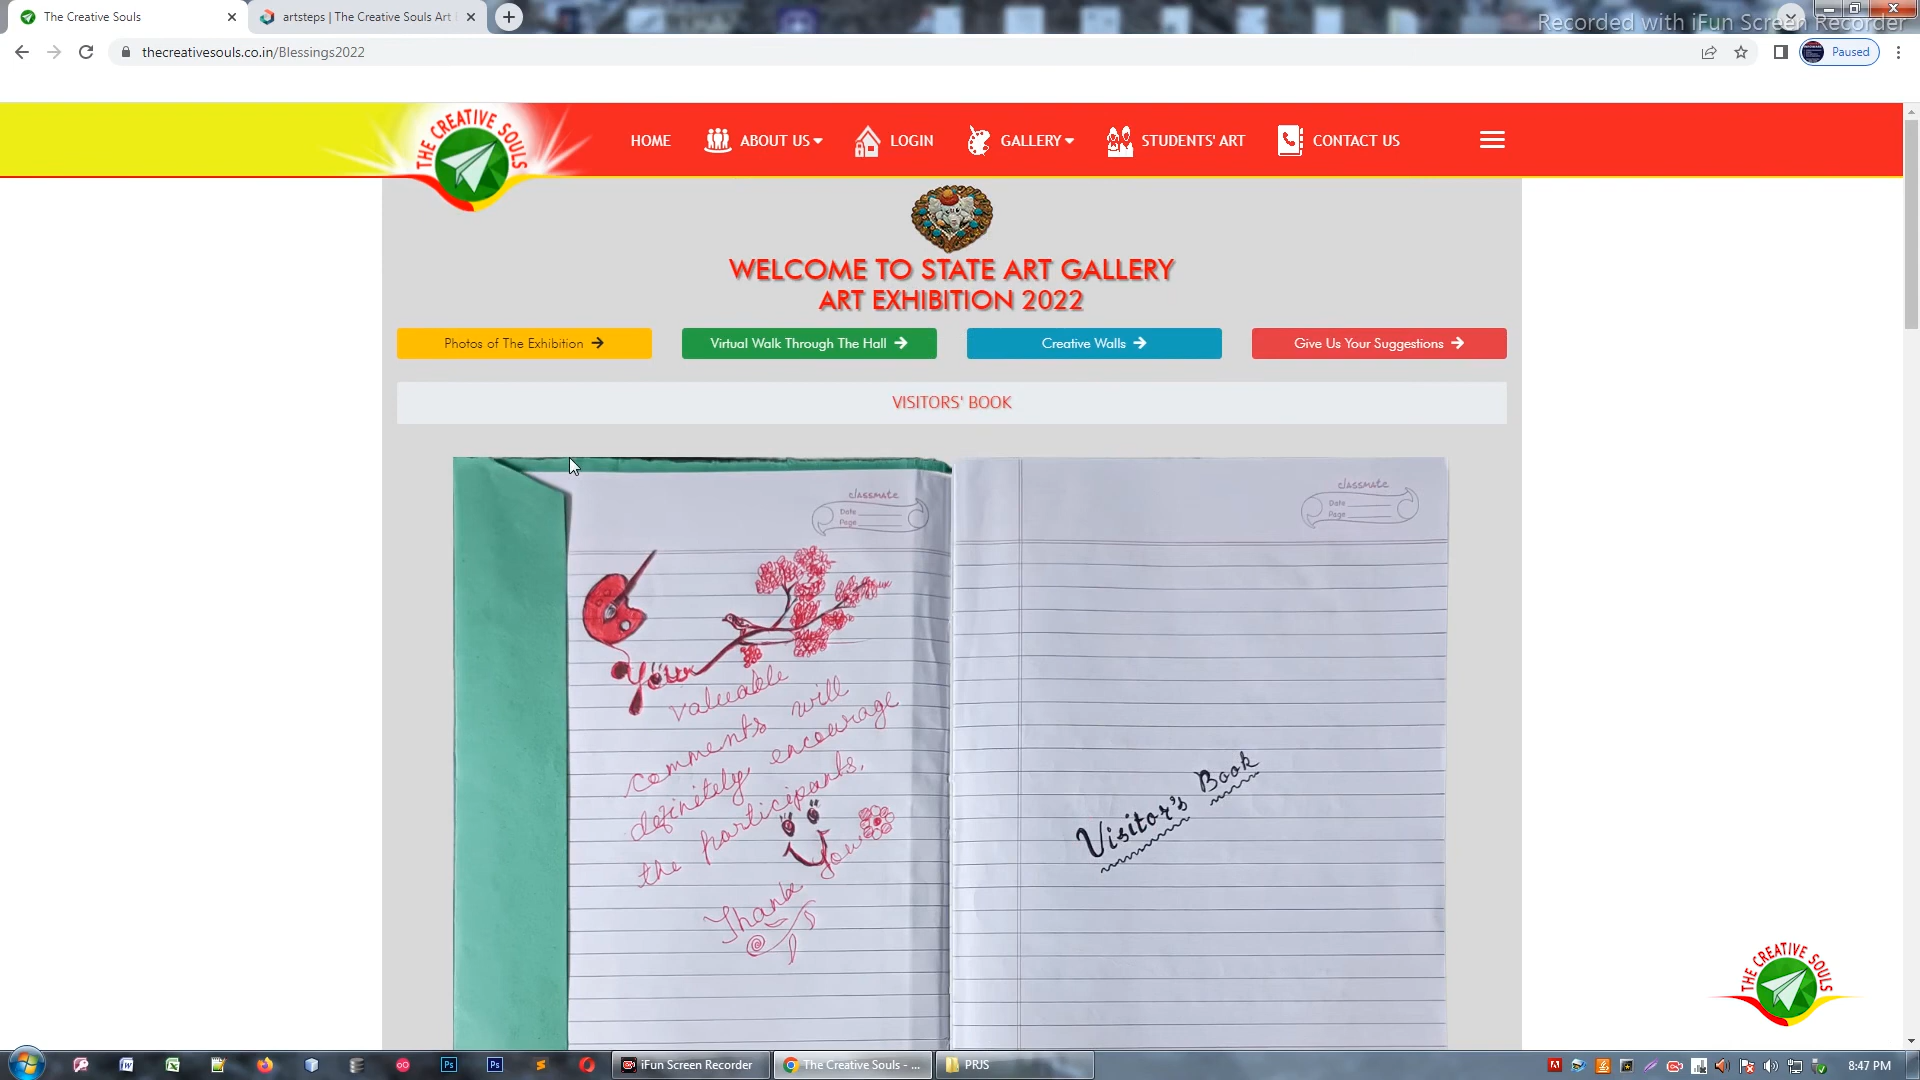 The Creative Souls
artsteps | The Creative Souls Art
Recorded with iFun Screen Recorder
thecreativesouls.co.in/Blessings2022
Paused
THE CREATIVE SOULS
HOME
ABOUT US
LOGIN
GALLERY
STUDENTS' ART
CONTACT US
WELCOME TO STATE ART GALLERY
ART EXHIBITION 2022
Photos of The Exhibition
Virtual Walk Through The Hall
Creative Walls
Give Us Your Suggestions
VISITORS' BOOK
classmate
Date
Page
Your
valuable
comments will
definitely encourage
the participants.
Thank you
classmate
Date
Page
Visitor's Book
THE CREATIVE SOULS
iFun Screen Recorder
The Creative Souls - ...
PRJS
8:47 PM